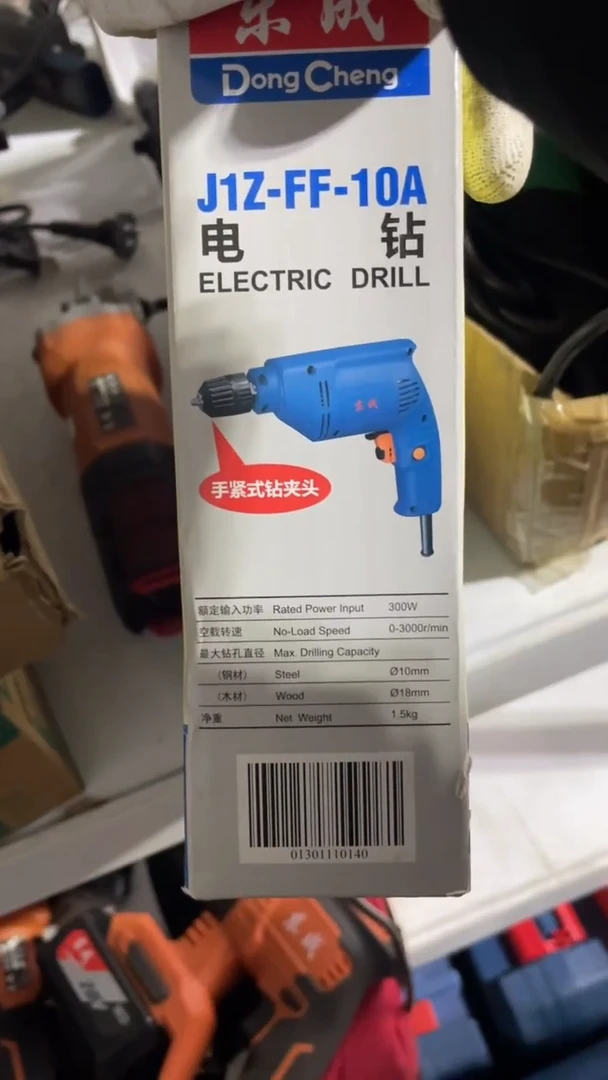 东成
DongCheng
J1Z-FF-10A
电 钻
ELECTRIC DRILL
东成
手紧式钻夹头
额定输入功率 Rated Power Input 300W
空载转速 No-Load Speed 0-3000r/min
最大钻孔直径 Max. Drilling Capacity
（钢材） Steel Ø10mm
（木材） Wood Ø18mm
净重 Net Weight 1.5kg
01301110140
东成